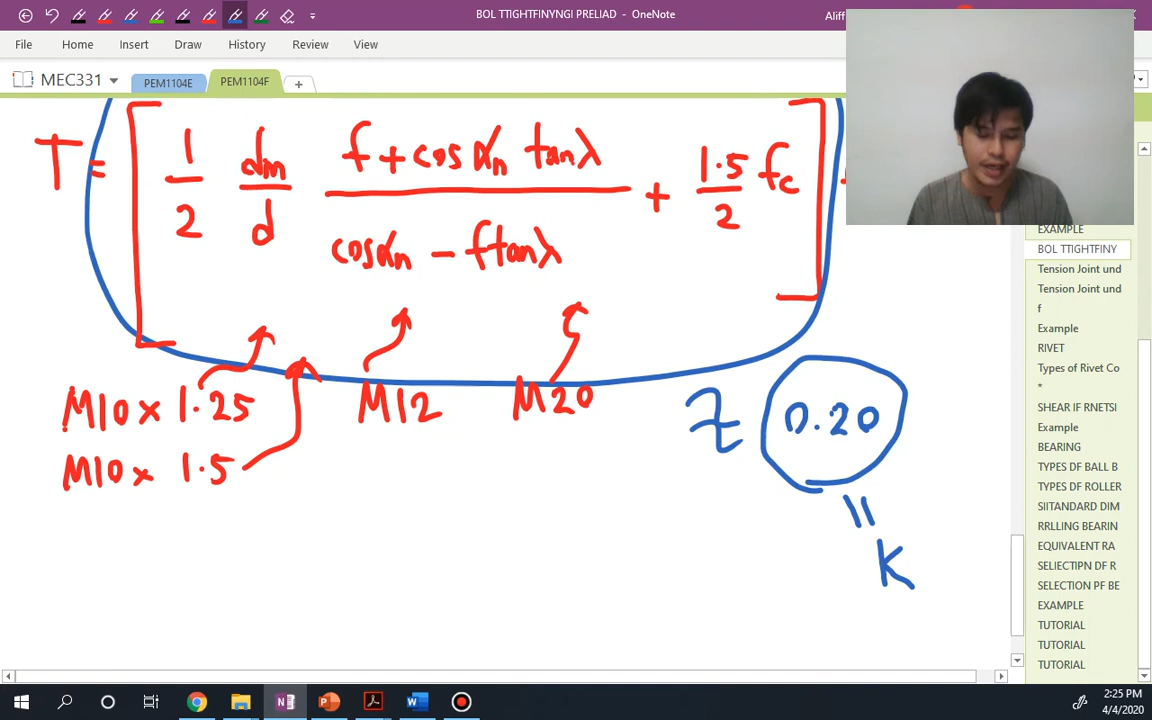 BOL TTIGHTFINYNGI PRELIAD - OneNote
Aliff
File Home Insert Draw History Review View
MEC331 PEM1104E PEM1104F
T = [ 1/2 dm/d (f + cos αn tan λ)/(cos αn - f tan λ) + 1.5/2 fc ]
M10 x 1.25 M12 M20
M10 x 1.5
≈ 0.20
= K
EXAMPLE
BOL TTIGHTFINY
Tension Joint und
Tension Joint und
f
Example
RIVET
Types of Rivet Co
*
SHEAR IF RNETSI
Example
BEARING
TYPES DF BALL B
TYPES DF ROLLER
SIITANDARD DIM
RRLLING BEARIN
EQUIVALENT RA
SELIECTIPN DF R
SELECTION PF BE
EXAMPLE
TUTORIAL
TUTORIAL
TUTORIAL
2:25 PM
4/4/2020